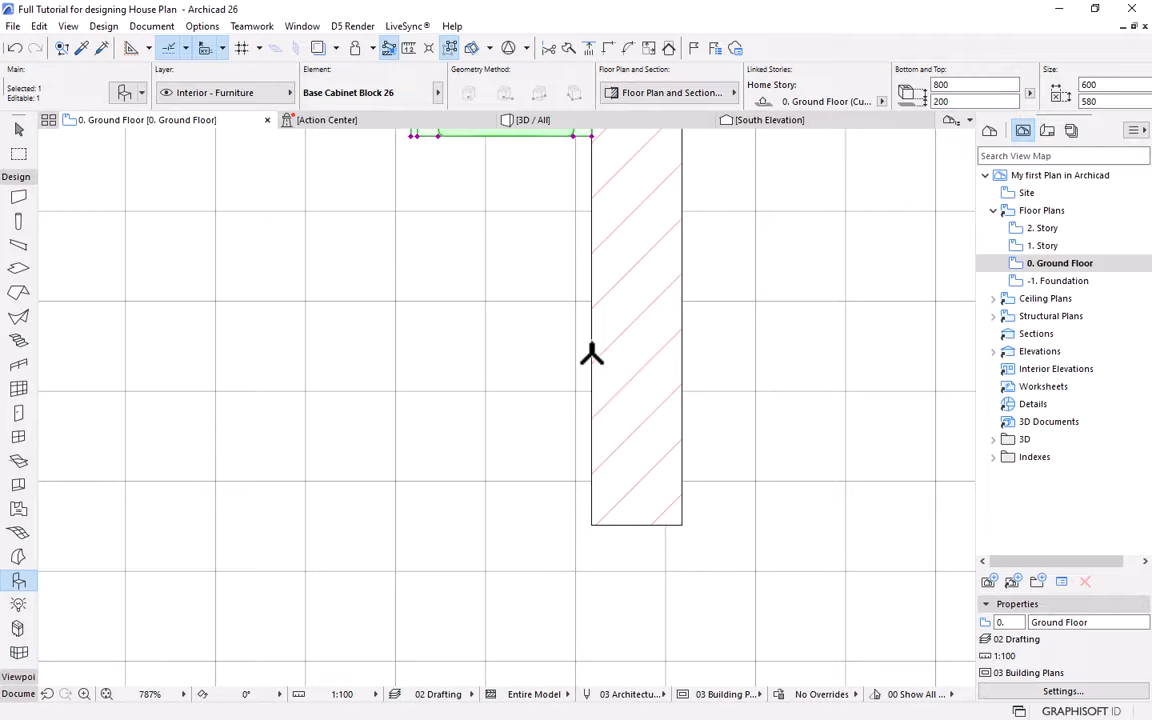 Full Tutorial for designing House Plan - Archicad 26
File Edit View Design Document Options Teamwork Window D5 Render LiveSync® Help
Main:
Selected: 1
Editable: 1
Layer:
Interior - Furniture
Element:
Base Cabinet Block 26
Geometry Method:
Floor Plan and Section:
Floor Plan and Section...
Linked Stories:
Home Story:
0. Ground Floor (Cu...
Bottom and Top:
800
200
Size:
600
580
0. Ground Floor [0. Ground Floor]
[Action Center]
[3D / All]
[South Elevation]
Design
Viewpoi
Docume
Search View Map
My first Plan in Archicad
Site
Floor Plans
2. Story
1. Story
0. Ground Floor
-1. Foundation
Ceiling Plans
Structural Plans
Sections
Elevations
Interior Elevations
Worksheets
Details
3D Documents
3D
Indexes
Properties
0. Ground Floor
02 Drafting
1:100
03 Building Plans
Settings...
787% 0° 1:100 02 Drafting Entire Model 03 Architectu... 03 Building P... No Overrides 00 Show All ...
GRAPHISOFT ID